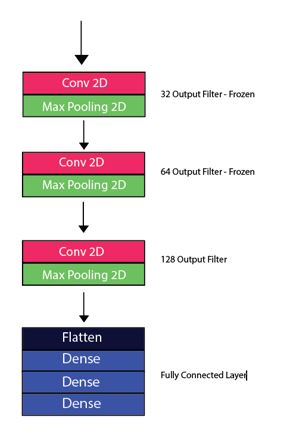 Conv 2D
Max Pooling 2D
32 Output Filter - Frozen
Conv 2D
Max Pooling 2D
64 Output Filter - Frozen
Conv 2D
Max Pooling 2D
128 Output Filter
Flatten
Dense
Dense
Dense
Fully Connected Layer